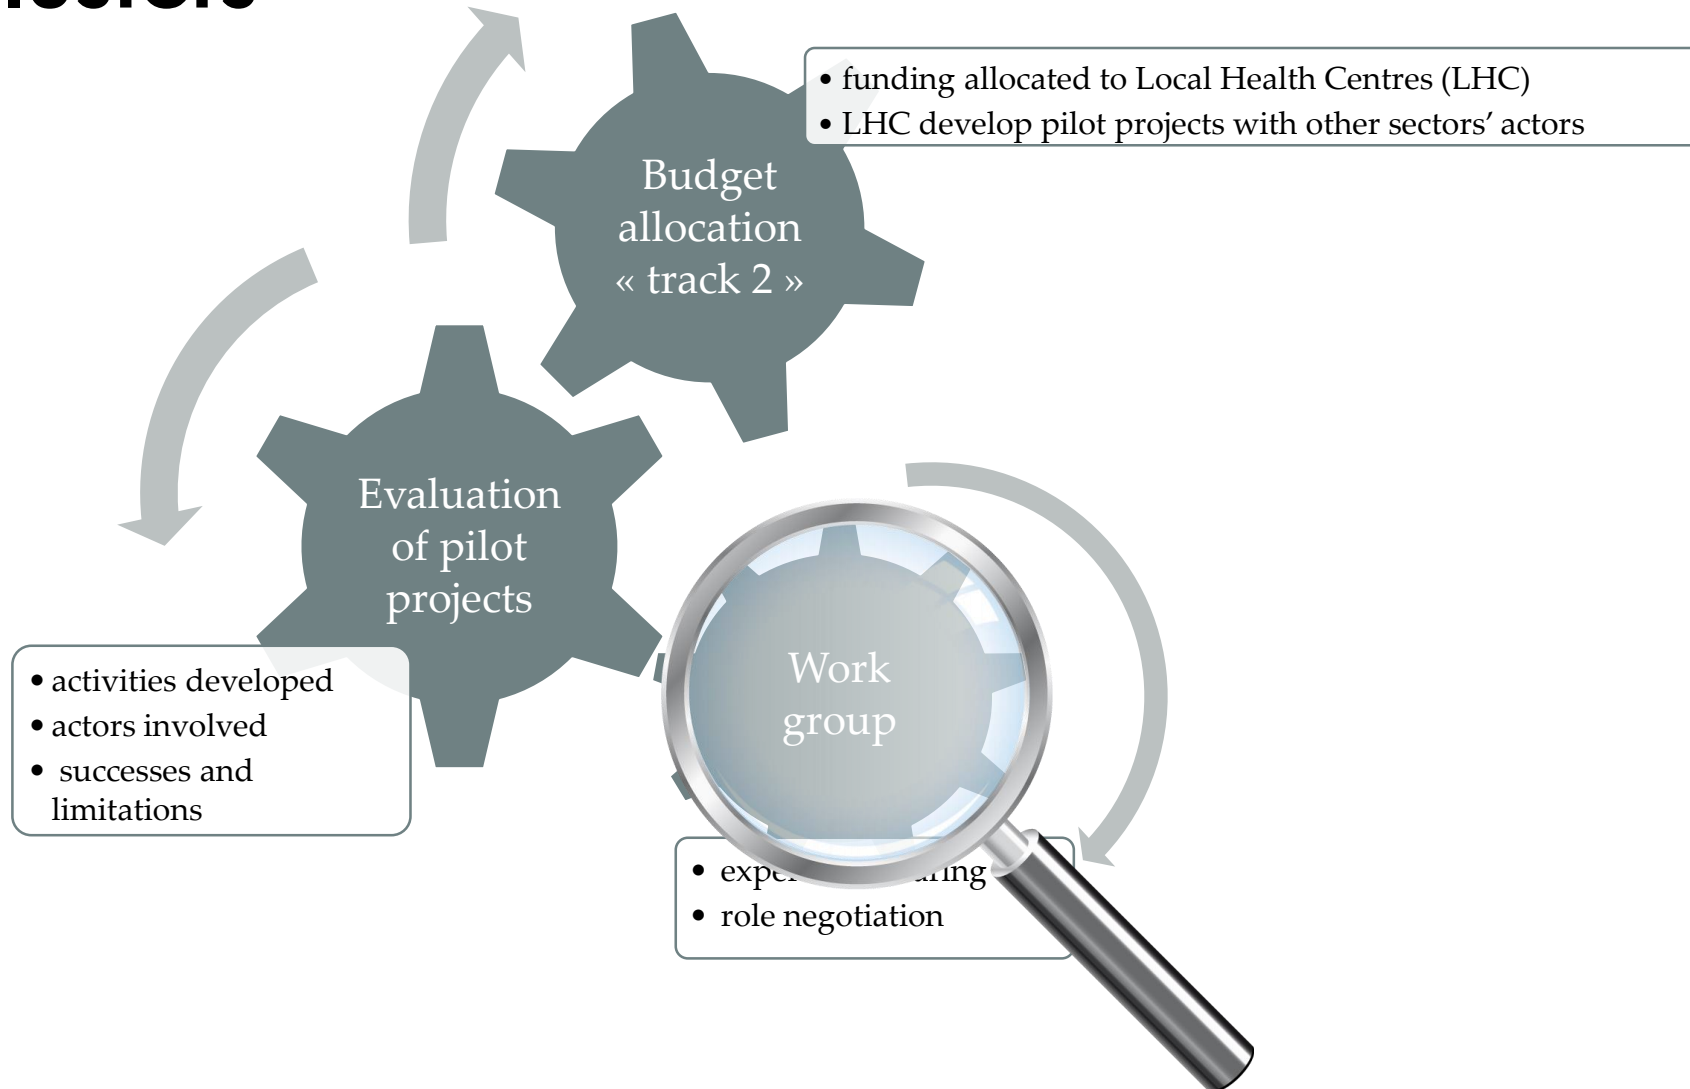 • funding allocated to Local Health Centres (LHC)
• LHC develop pilot projects with other sectors’ actors
Budget
allocation
« track 2 »
Evaluation
of pilot
projects
• activities developed
• actors involved
• successes and
limitations
Work
group
• role negotiation